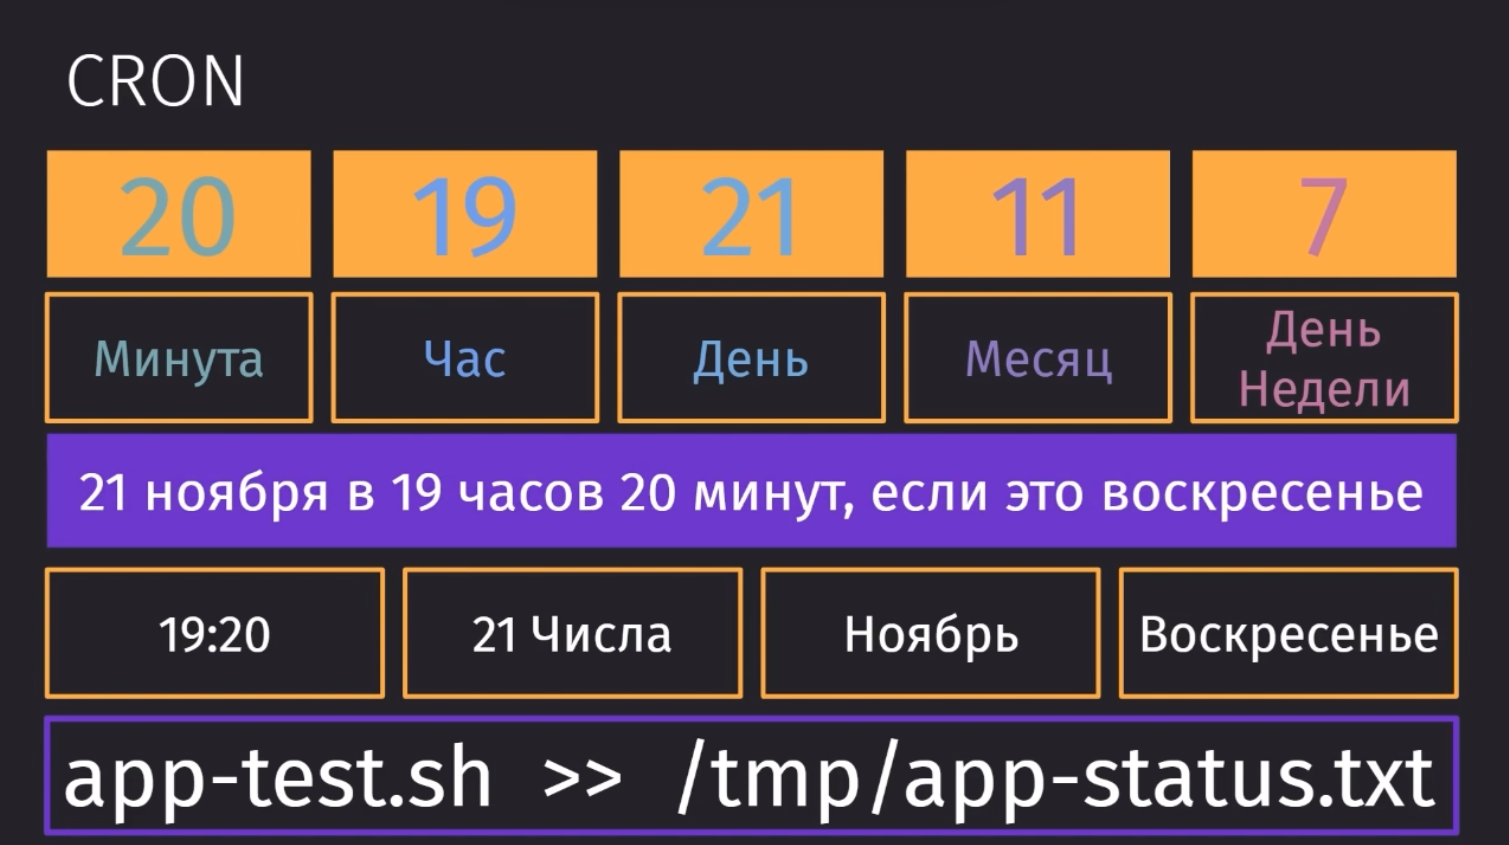 CRON
20 19 21 11 7
Минута Час День Месяц День
Недели
21 ноября в 19 часов 20 минут, если это воскресенье
19:20 21 Числа Ноябрь Воскресенье
app-test.sh >> /tmp/app-status.txt